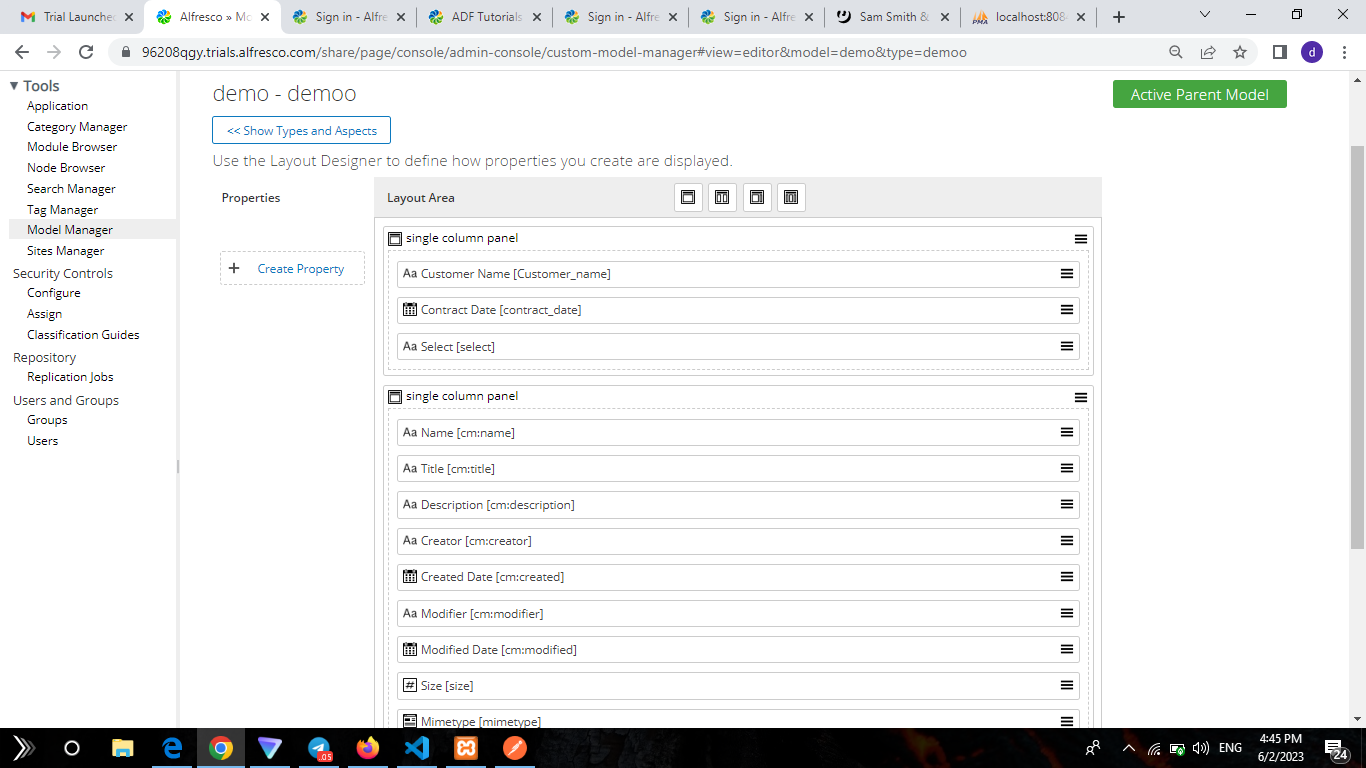 Trial Launche
Alfresco » Mo
Sign in - Alfre
ADF Tutorials
Sign in - Alfre
Sign in - Alfre
Sam Smith &
localhost:808
96208qgy.trials.alfresco.com/share/page/console/admin-console/custom-model-manager#view=editor&model=demo&type=demoo
d
Tools
Application
Category Manager
Module Browser
Node Browser
Search Manager
Tag Manager
Model Manager
Sites Manager
Security Controls
Configure
Assign
Classification Guides
Repository
Replication Jobs
Users and Groups
Groups
Users
demo - demoo
Active Parent Model
<< Show Types and Aspects
Use the Layout Designer to define how properties you create are displayed.
Properties
Create Property
Layout Area
single column panel
Aa Customer Name [Customer_name]
Contract Date [contract_date]
Aa Select [select]
single column panel
Aa Name [cm:name]
Aa Title [cm:title]
Aa Description [cm:description]
Aa Creator [cm:creator]
Created Date [cm:created]
Aa Modifier [cm:modifier]
Modified Date [cm:modified]
# Size [size]
Mimetype [mimetype]
.05
ENG
4:45 PM
6/2/2023
24